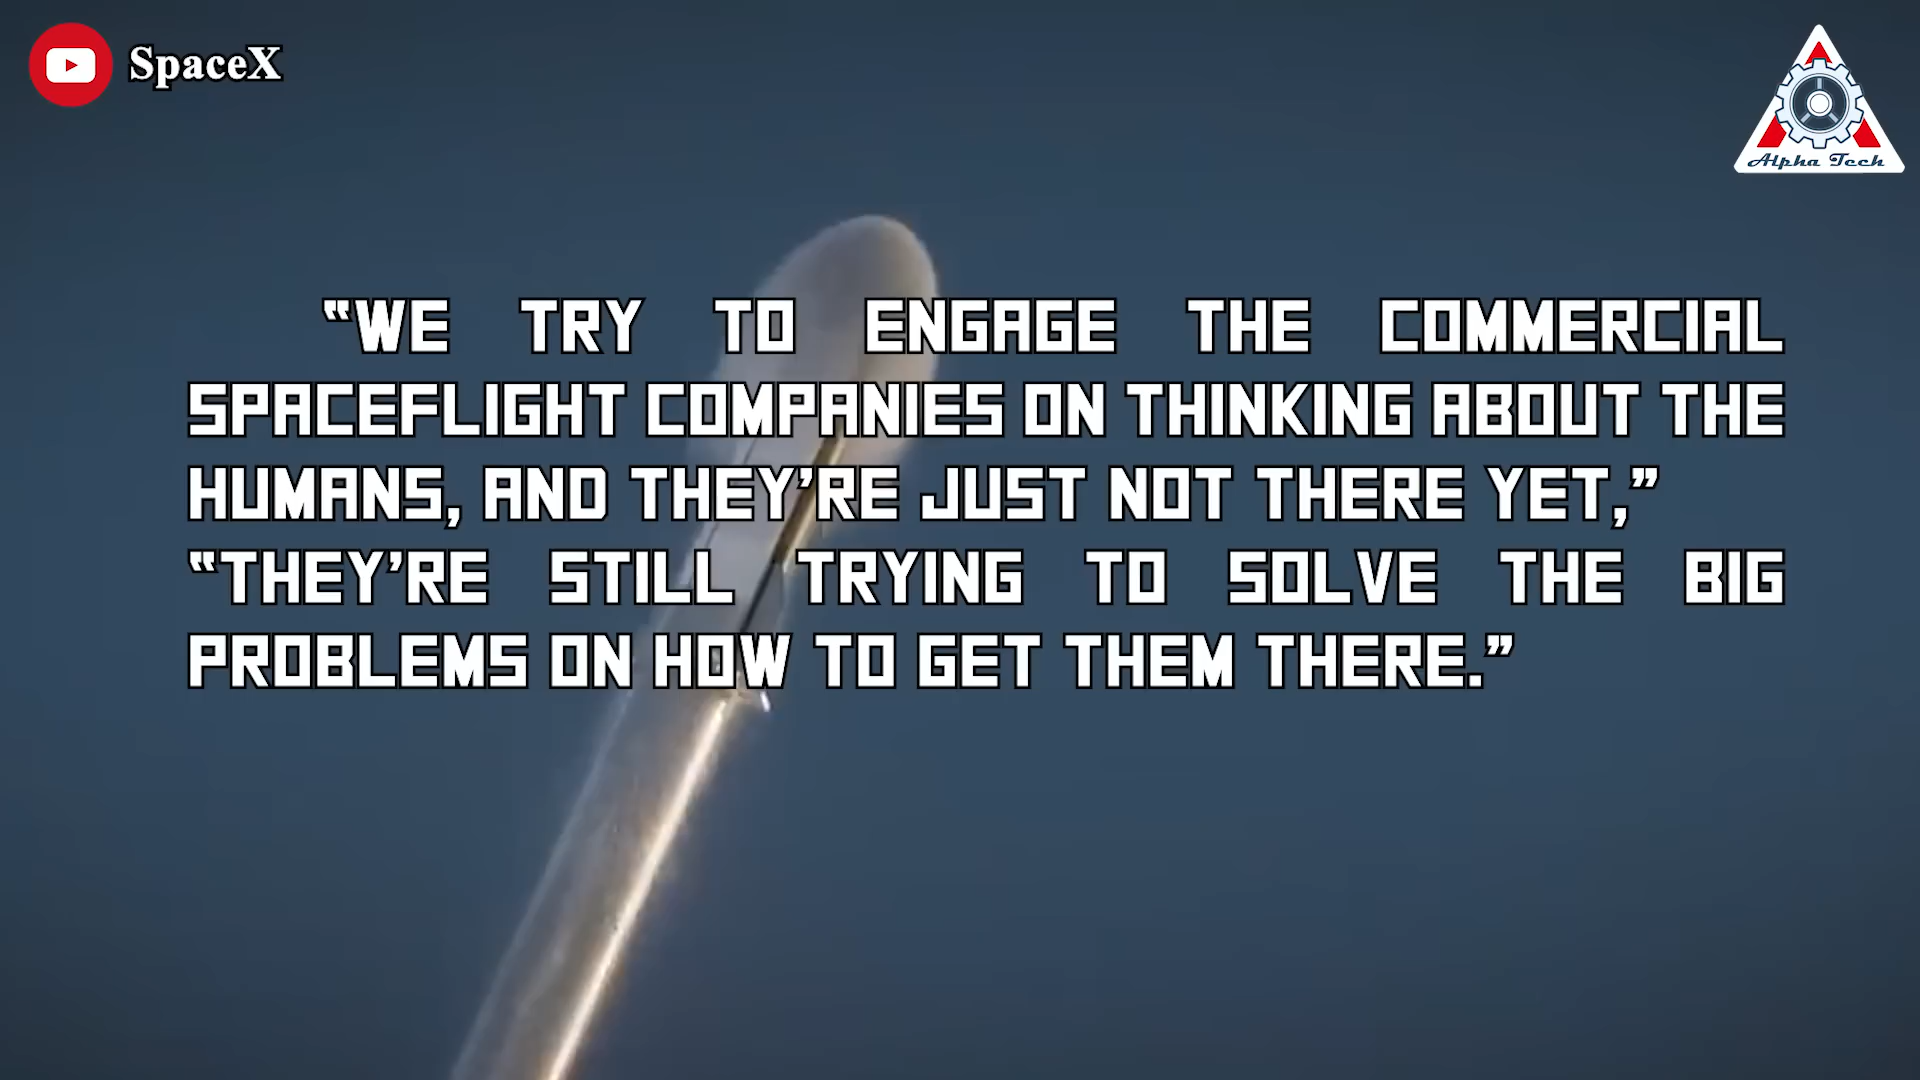 SpaceX
Alpha Tech
“WE TRY TO ENGAGE THE COMMERCIAL
SPACEFLIGHT COMPANIES ON THINKING ABOUT THE
HUMANS, AND THEY’RE JUST NOT THERE YET,”
“THEY’RE STILL TRYING TO SOLVE THE BIG
PROBLEMS ON HOW TO GET THEM THERE.”